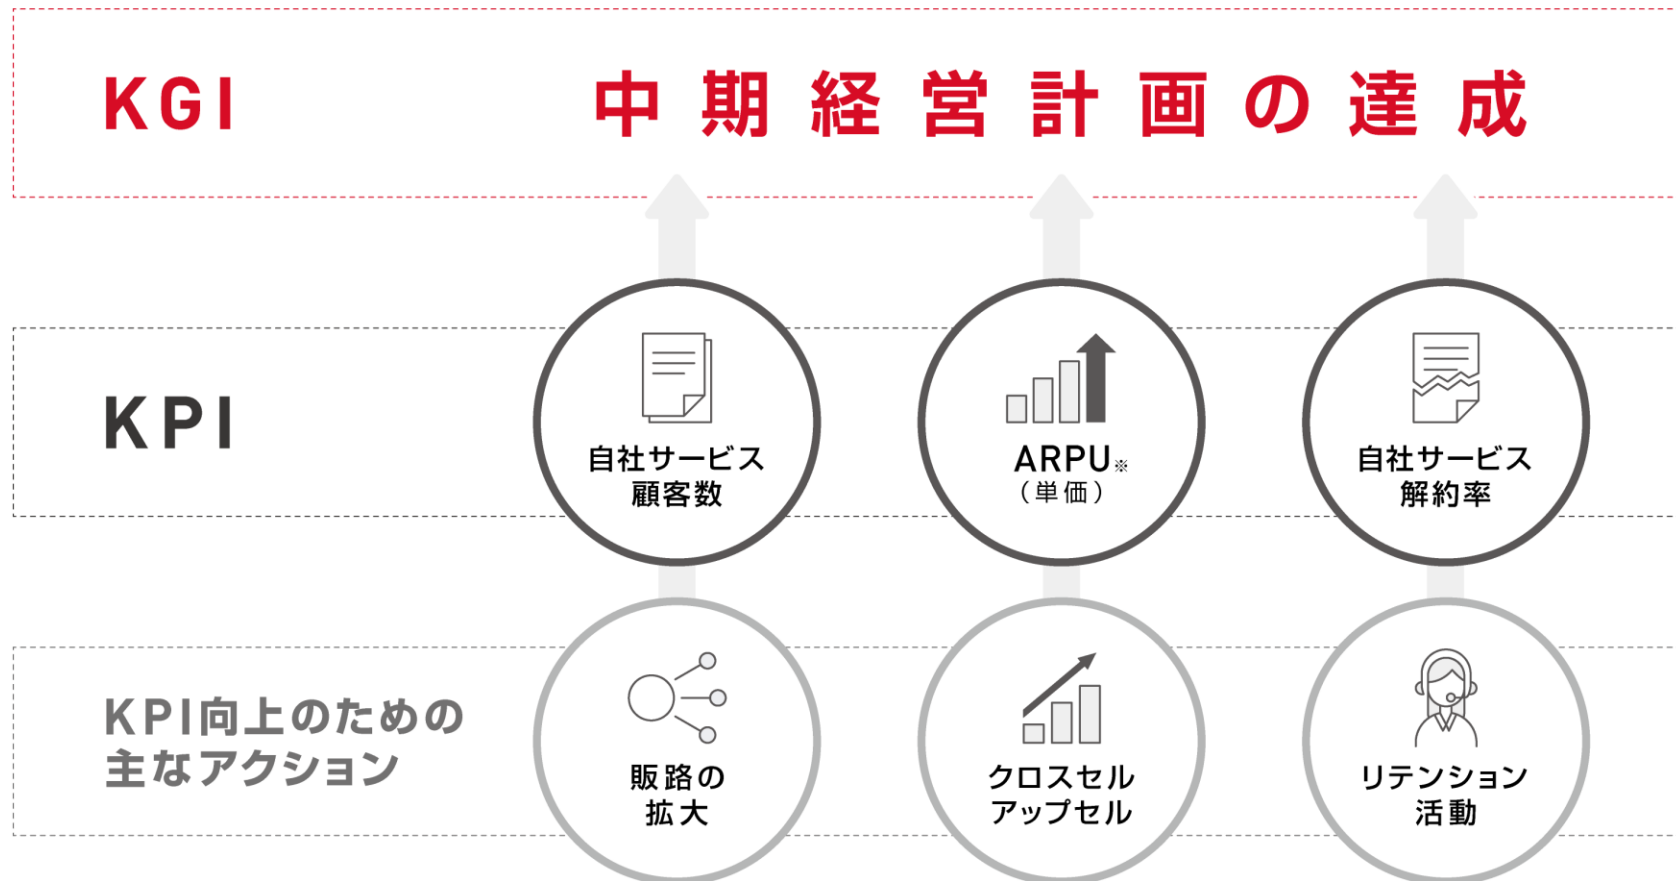 KGI
中期経営計画の達成
KPI
自社サービス
顧客数
ARPU※
（単価）
自社サービス
解約率
KPI向上のための
主なアクション
販路の
拡大
クロスセル
アップセル
リテンション
活動